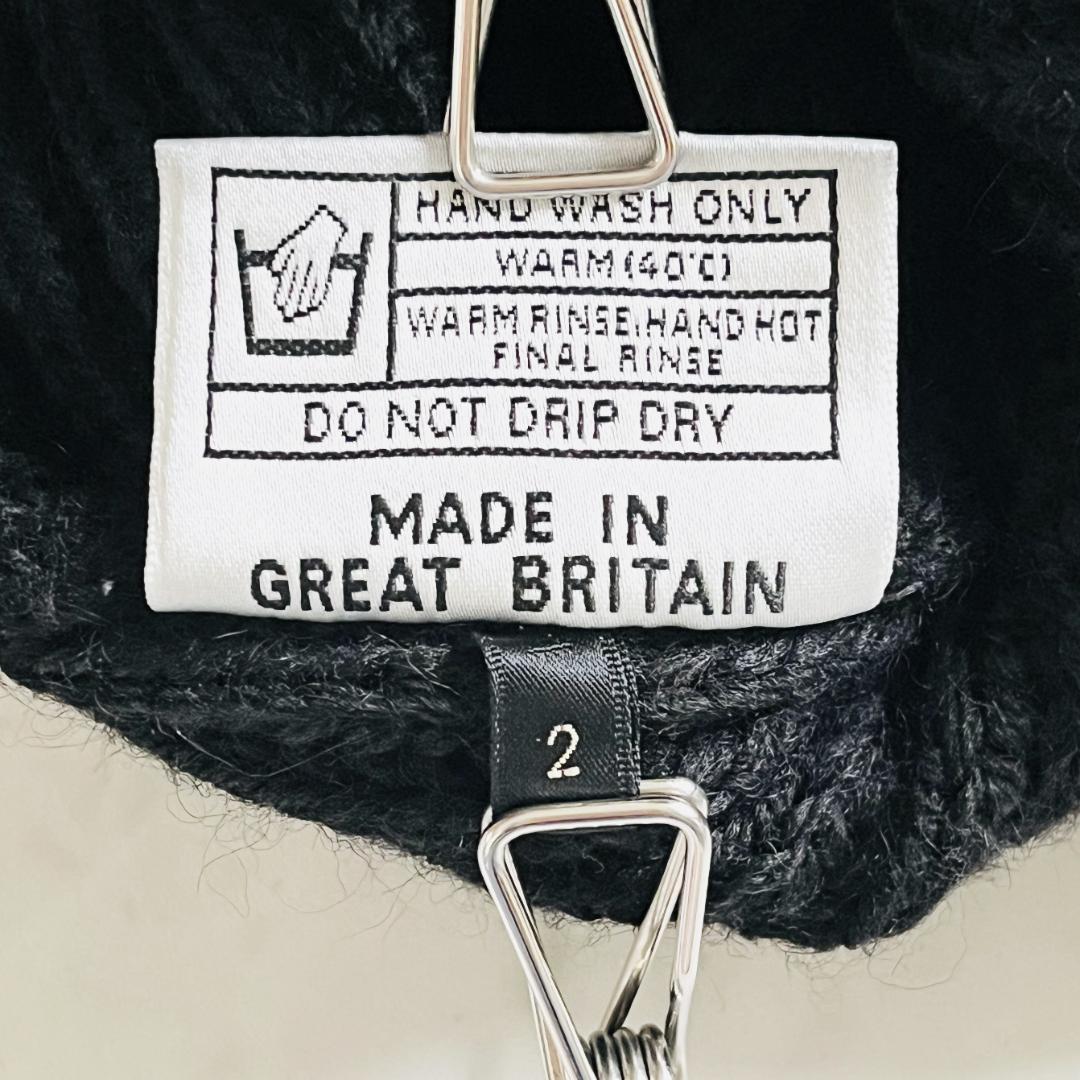 HAND WASH ONLY
WARM (40°C)
WARM RINSE. HAND HOT
FINAL RINSE
DO NOT DRIP DRY
MADE IN
GREAT BRITAIN
2